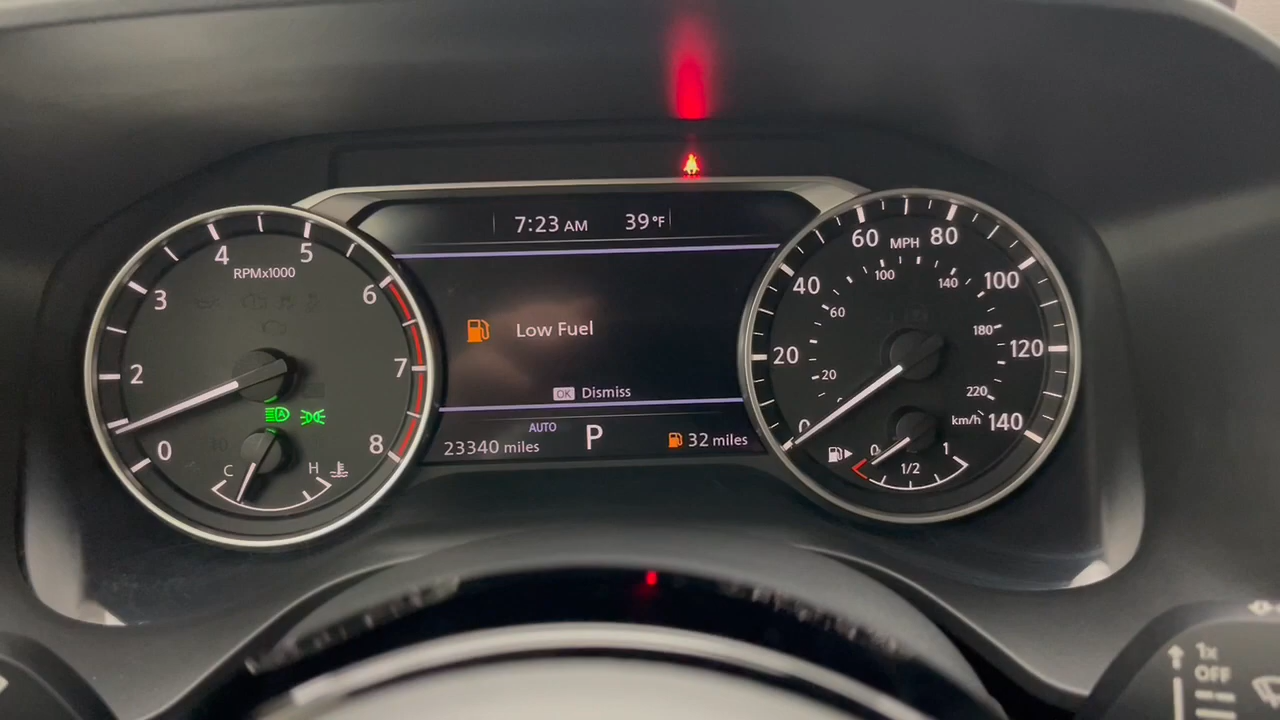 7:23 AM 39°F
Low Fuel
OK Dismiss
AUTO
23340 miles P 32 miles
RPMx1000
0 2 3 4 5 6 7 8
C H
MPH
0 20 40 60 80 100 120 140
20 60 100 140 180 220
km/h
0 1/2 1
1x
OFF